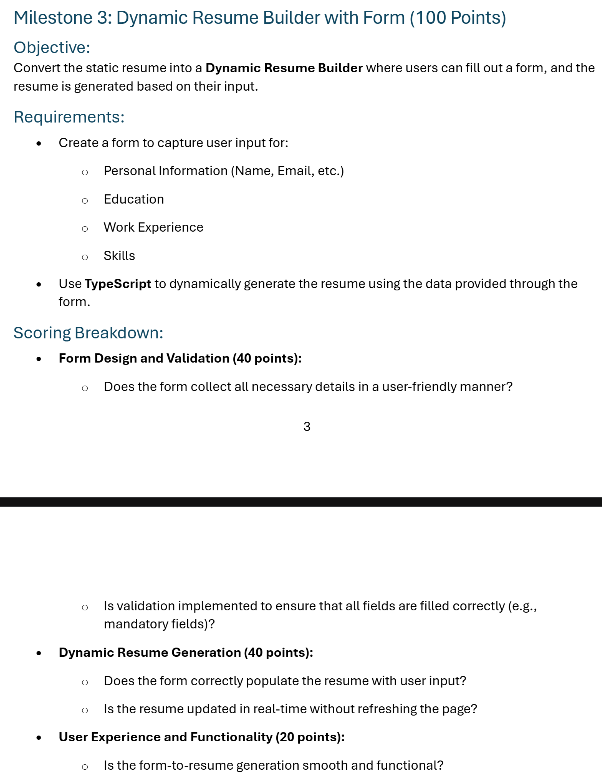 Milestone 3: Dynamic Resume Builder with Form (100 Points)
Objective:
Convert the static resume into a Dynamic Resume Builder where users can fill out a form, and the
resume is generated based on their input.
Requirements:
• Create a form to capture user input for:
o Personal Information (Name, Email, etc.)
o Education
o Work Experience
o Skills
• Use TypeScript to dynamically generate the resume using the data provided through the
form.
Scoring Breakdown:
• Form Design and Validation (40 points):
o Does the form collect all necessary details in a user-friendly manner?
3
o Is validation implemented to ensure that all fields are filled correctly (e.g.,
mandatory fields)?
• Dynamic Resume Generation (40 points):
o Does the form correctly populate the resume with user input?
o Is the resume updated in real-time without refreshing the page?
• User Experience and Functionality (20 points):
o Is the form-to-resume generation smooth and functional?